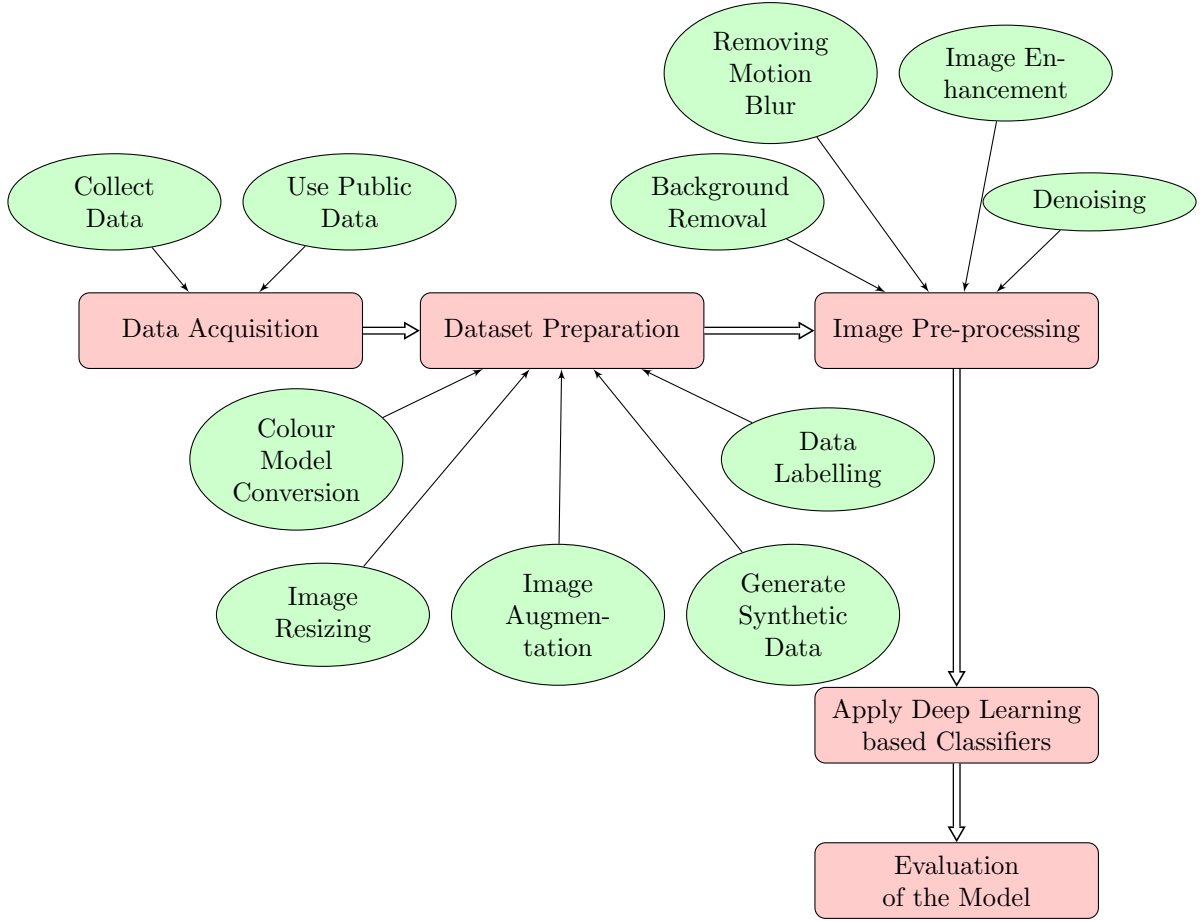 Removing
Motion
Blur
Image En-
hancement
Collect
Data
Use Public
Data
Background
Removal
Denoising
Data Acquisition
Dataset Preparation
Image Pre-processing
Colour
Model
Conversion
Data
Labelling
Image
Resizing
Image
Augmen-
tation
Generate
Synthetic
Data
Apply Deep Learning
based Classifiers
Evaluation
of the Model